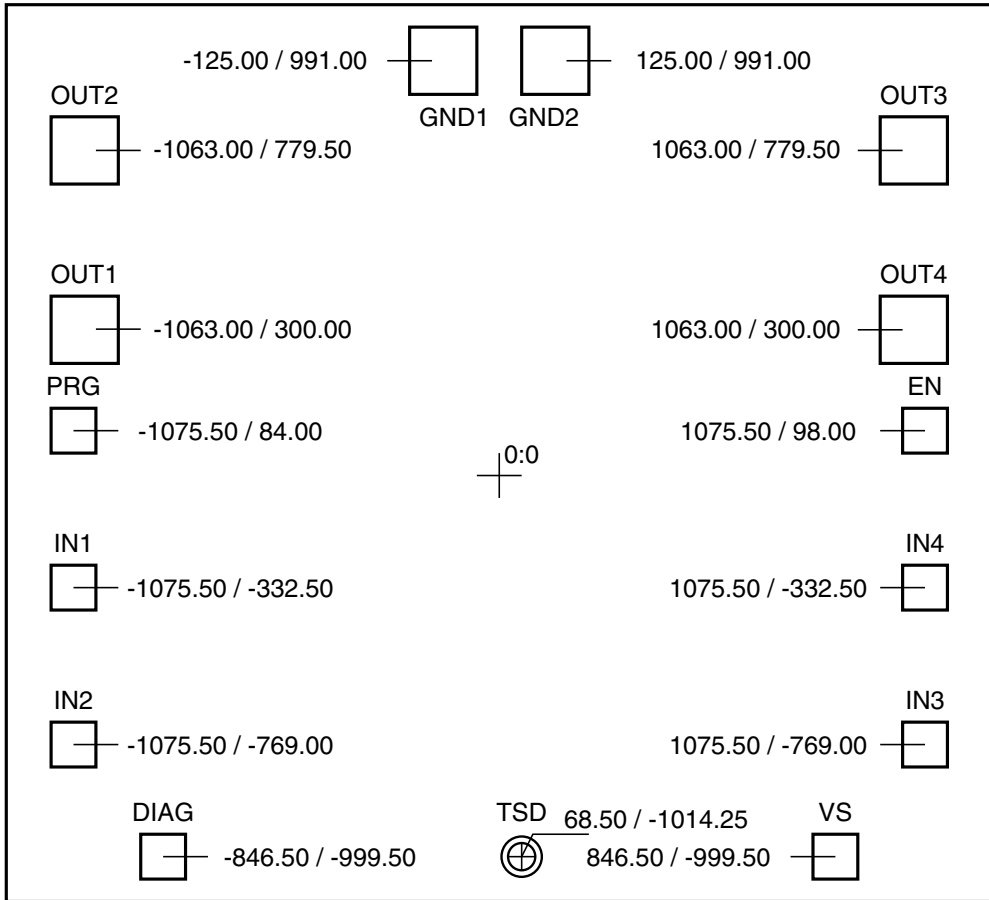 -125.00 / 991.00
125.00 / 991.00
OUT2
GND1
GND2
OUT3
-1063.00 / 779.50
1063.00 / 779.50
OUT1
OUT4
-1063.00 / 300.00
1063.00 / 300.00
PRG
EN
-1075.50 / 84.00
1075.50 / 98.00
0:0
IN1
IN4
-1075.50 / -332.50
1075.50 / -332.50
IN2
IN3
-1075.50 / -769.00
1075.50 / -769.00
DIAG
TSD
68.50 / -1014.25
VS
-846.50 / -999.50
846.50 / -999.50